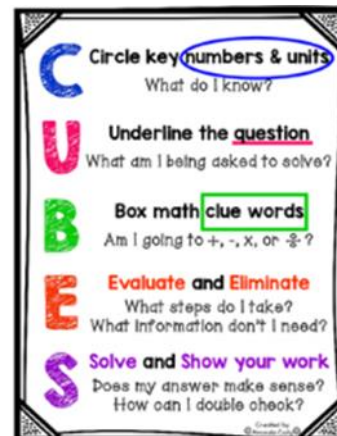 C
Circle key numbers & units
What do I know?
U
Underline the question
What am I being asked to solve?
B
Box math clue words
Am I going to +, -, x, or ÷ ?
E
Evaluate and Eliminate
What steps do I take?
What information don't I need?
S
Solve and Show your work
Does my answer make sense?
How can I double check?
Created by